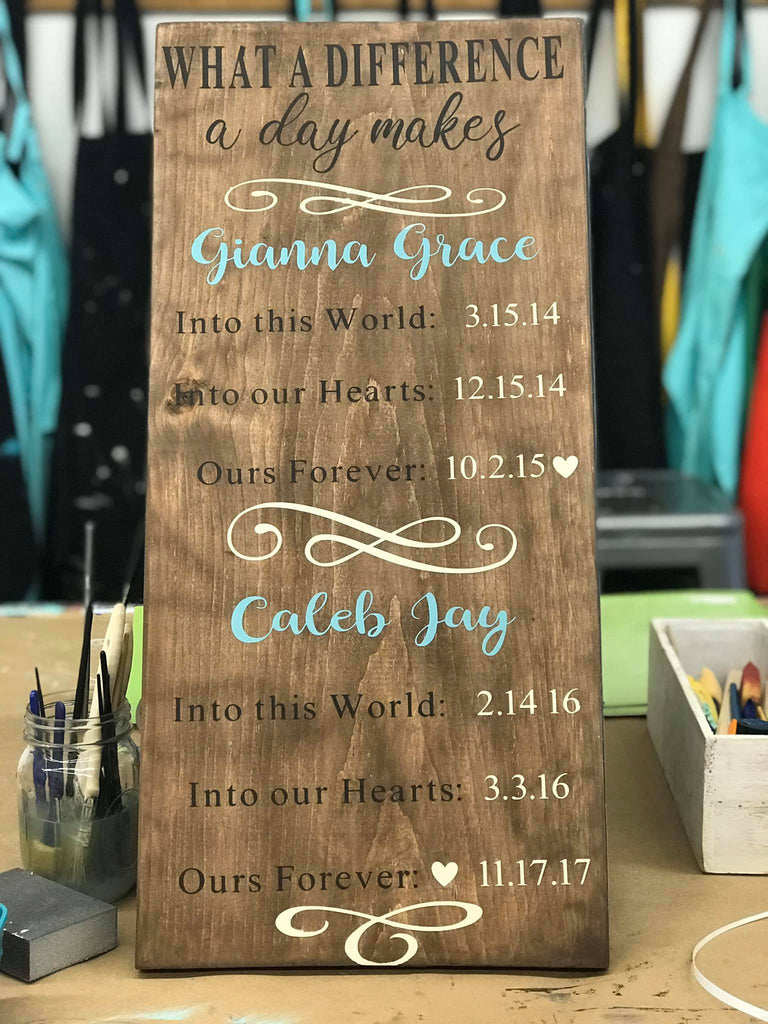 WHAT A DIFFERENCE
a day makes
Gianna Grace
Into this World: 3.15.14
Into our Hearts: 12.15.14
Ours Forever: 10.2.15
Caleb Jay
Into this World: 2.14 16
Into our Hearts: 3.3.16
Ours Forever: 11.17.17